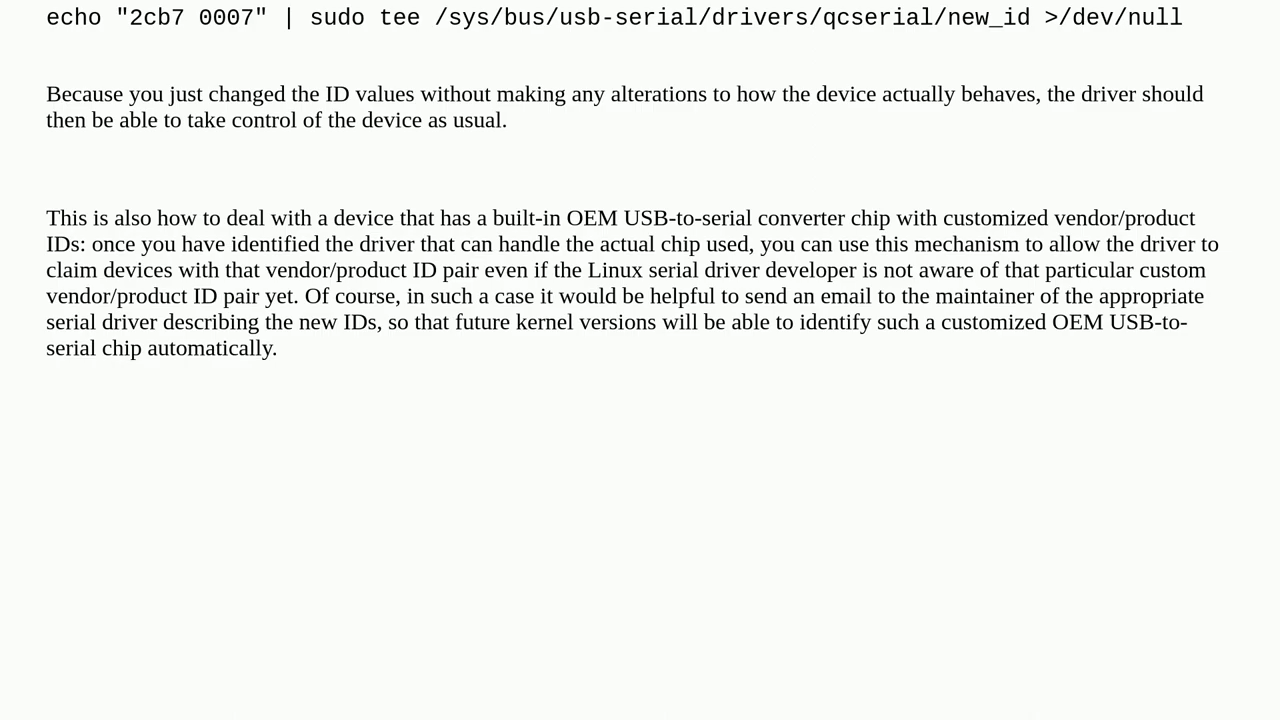 echo "2cb7 0007" | sudo tee /sys/bus/usb-serial/drivers/qcserial/new_id >/dev/null
Because you just changed the ID values without making any alterations to how the device actually behaves, the driver should
then be able to take control of the device as usual.
This is also how to deal with a device that has a built-in OEM USB-to-serial converter chip with customized vendor/product
IDs: once you have identified the driver that can handle the actual chip used, you can use this mechanism to allow the driver to
claim devices with that vendor/product ID pair even if the Linux serial driver developer is not aware of that particular custom
vendor/product ID pair yet. Of course, in such a case it would be helpful to send an email to the maintainer of the appropriate
serial driver describing the new IDs, so that future kernel versions will be able to identify such a customized OEM USB-to-
serial chip automatically.